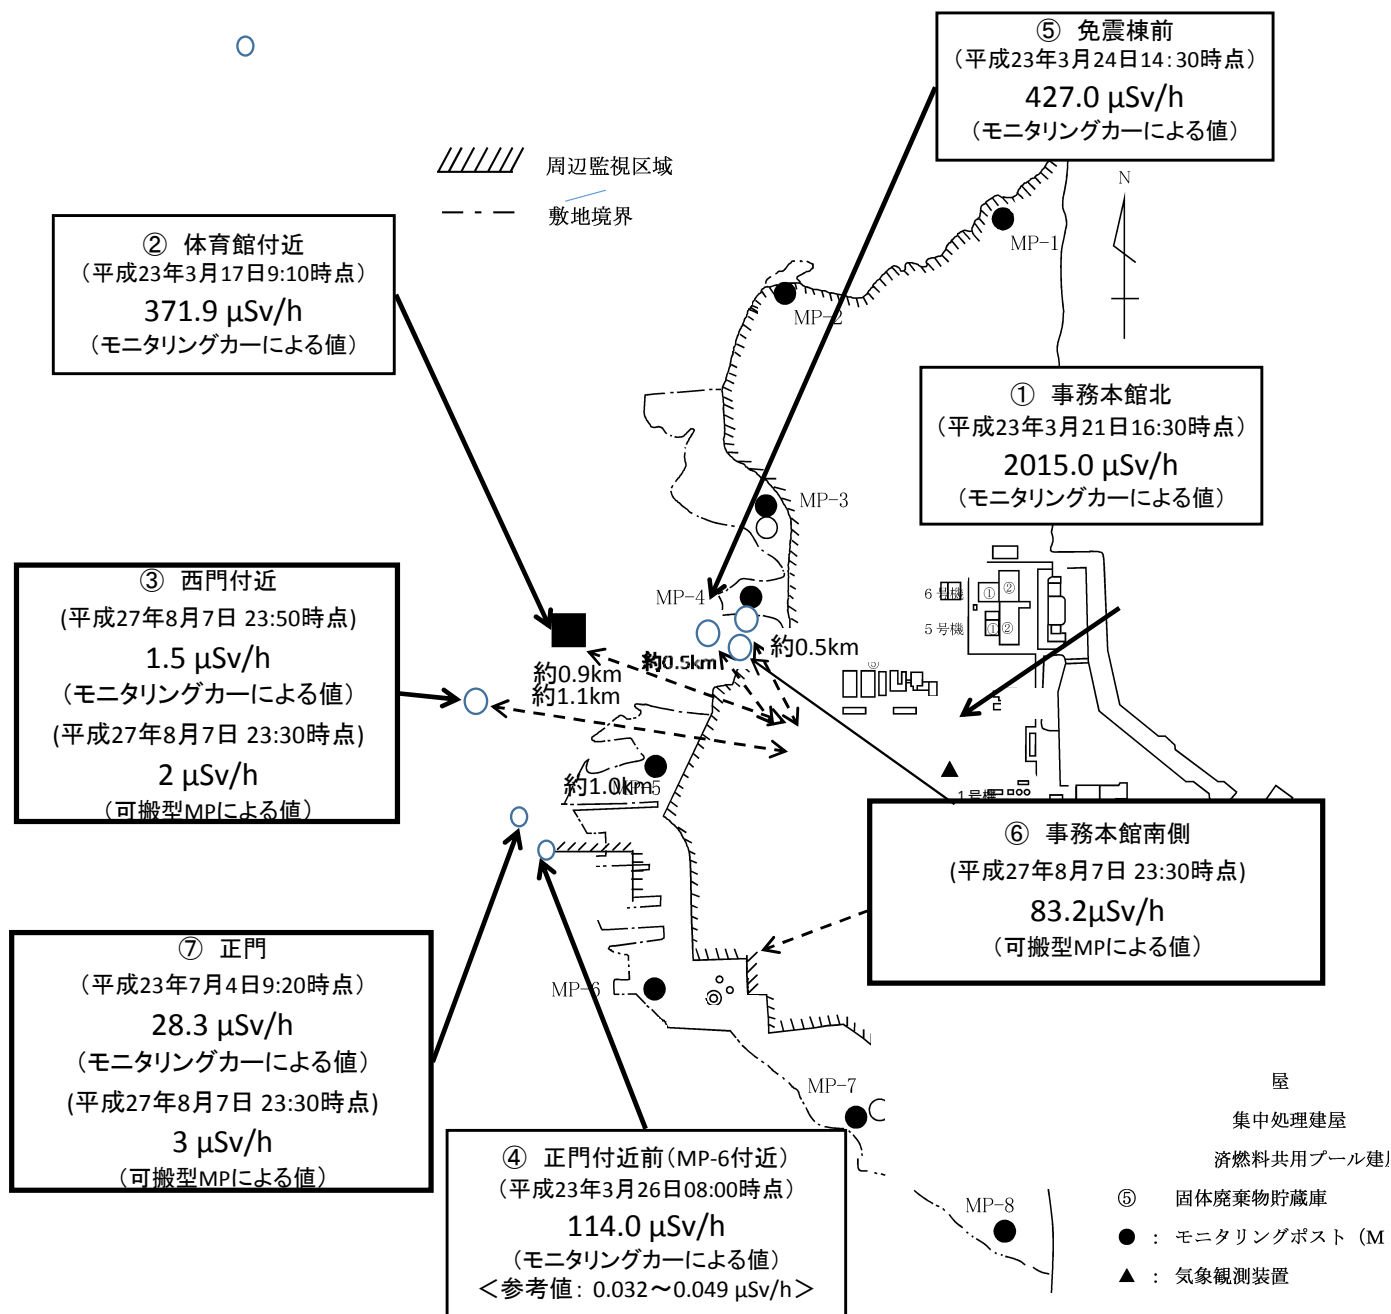 ⑤ 免震棟前
(平成23年3月24日14:30時点)
427.0 μSv/h
(モニタリングカーによる値)
周辺監視区域
敷地境界
N
MP-1
② 体育館付近
(平成23年3月17日9:10時点)
371.9 μSv/h
(モニタリングカーによる値)
MP-2
① 事務本館北
(平成23年3月21日16:30時点)
2015.0 μSv/h
(モニタリングカーによる値)
MP-3
③ 西門付近
(平成27年8月7日 23:50時点)
1.5 μSv/h
(モニタリングカーによる値)
(平成27年8月7日 23:30時点)
2 μSv/h
(可搬型MPによる値)
MP-4
6号機
①
②
5号機
①
②
約0.5km
約0.5km
約0.9km
約1.1km
⑤
約1.0km
MP-5
1号機
⑥ 事務本館南側
(平成27年8月7日 23:30時点)
83.2μSv/h
(可搬型MPによる値)
⑦ 正門
(平成23年7月4日9:20時点)
28.3 μSv/h
(モニタリングカーによる値)
(平成27年8月7日 23:30時点)
3 μSv/h
(可搬型MPによる値)
MP-6
MP-7
④ 正門付近前(MP-6付近)
(平成23年3月26日08:00時点)
114.0 μSv/h
(モニタリングカーによる値)
<参考値: 0.032～0.049 μSv/h>
MP-8
屋
集中処理建屋
済燃料共用プール建屋
⑤ 固体廃棄物貯蔵庫
● : モニタリングポスト (M
▲ : 気象観測装置